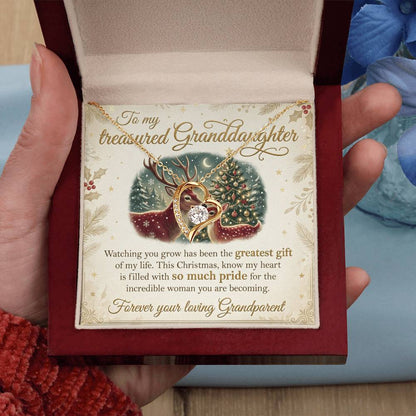 To my
treasured Granddaughter
Watching you grow has been the greatest gift
of my life. This Christmas, know my heart
is filled with so much pride for the
incredible woman you are becoming.
Forever your loving Grandparent